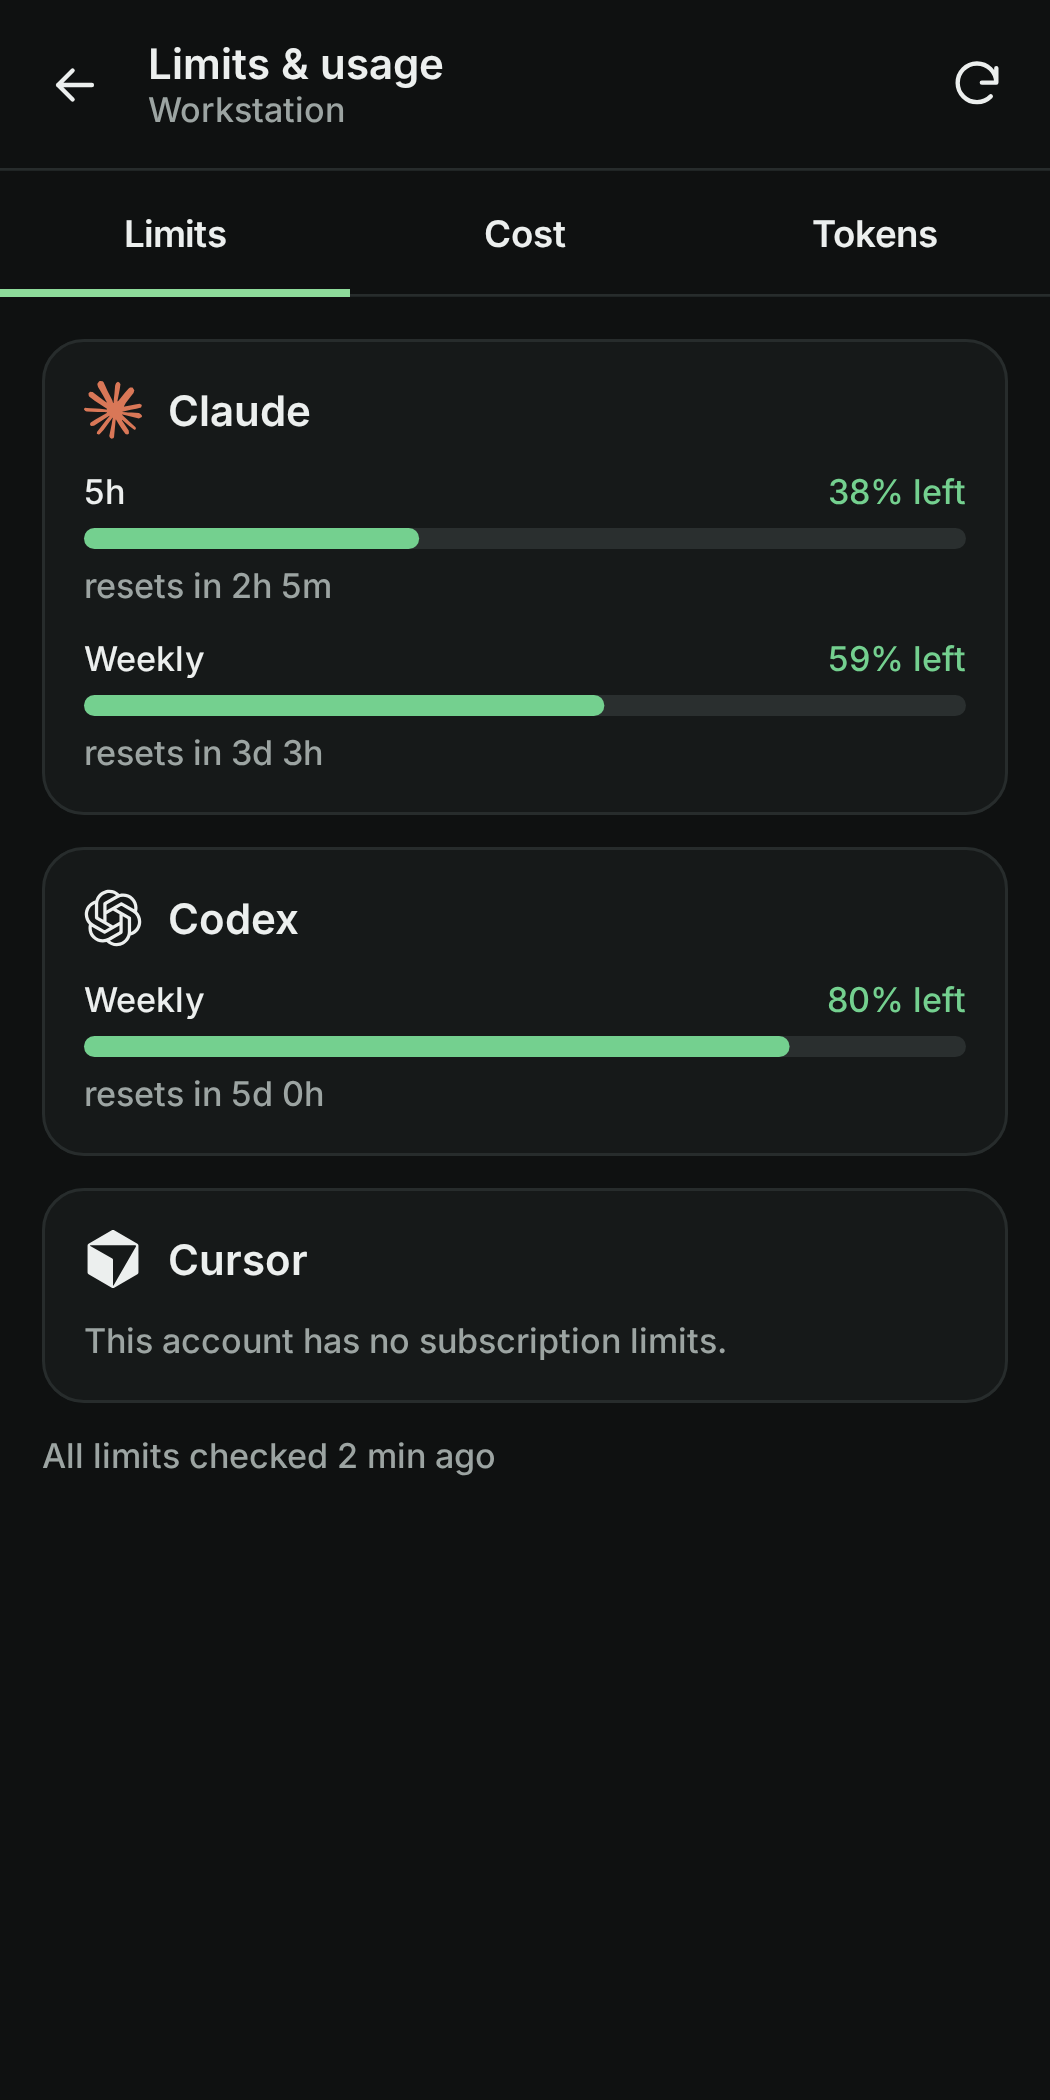 Limits & usage
Workstation
Limits
Cost
Tokens
Claude
5h
38% left
resets in 2h 5m
Weekly
59% left
resets in 3d 3h
Codex
Weekly
80% left
resets in 5d 0h
Cursor
This account has no subscription limits.
All limits checked 2 min ago